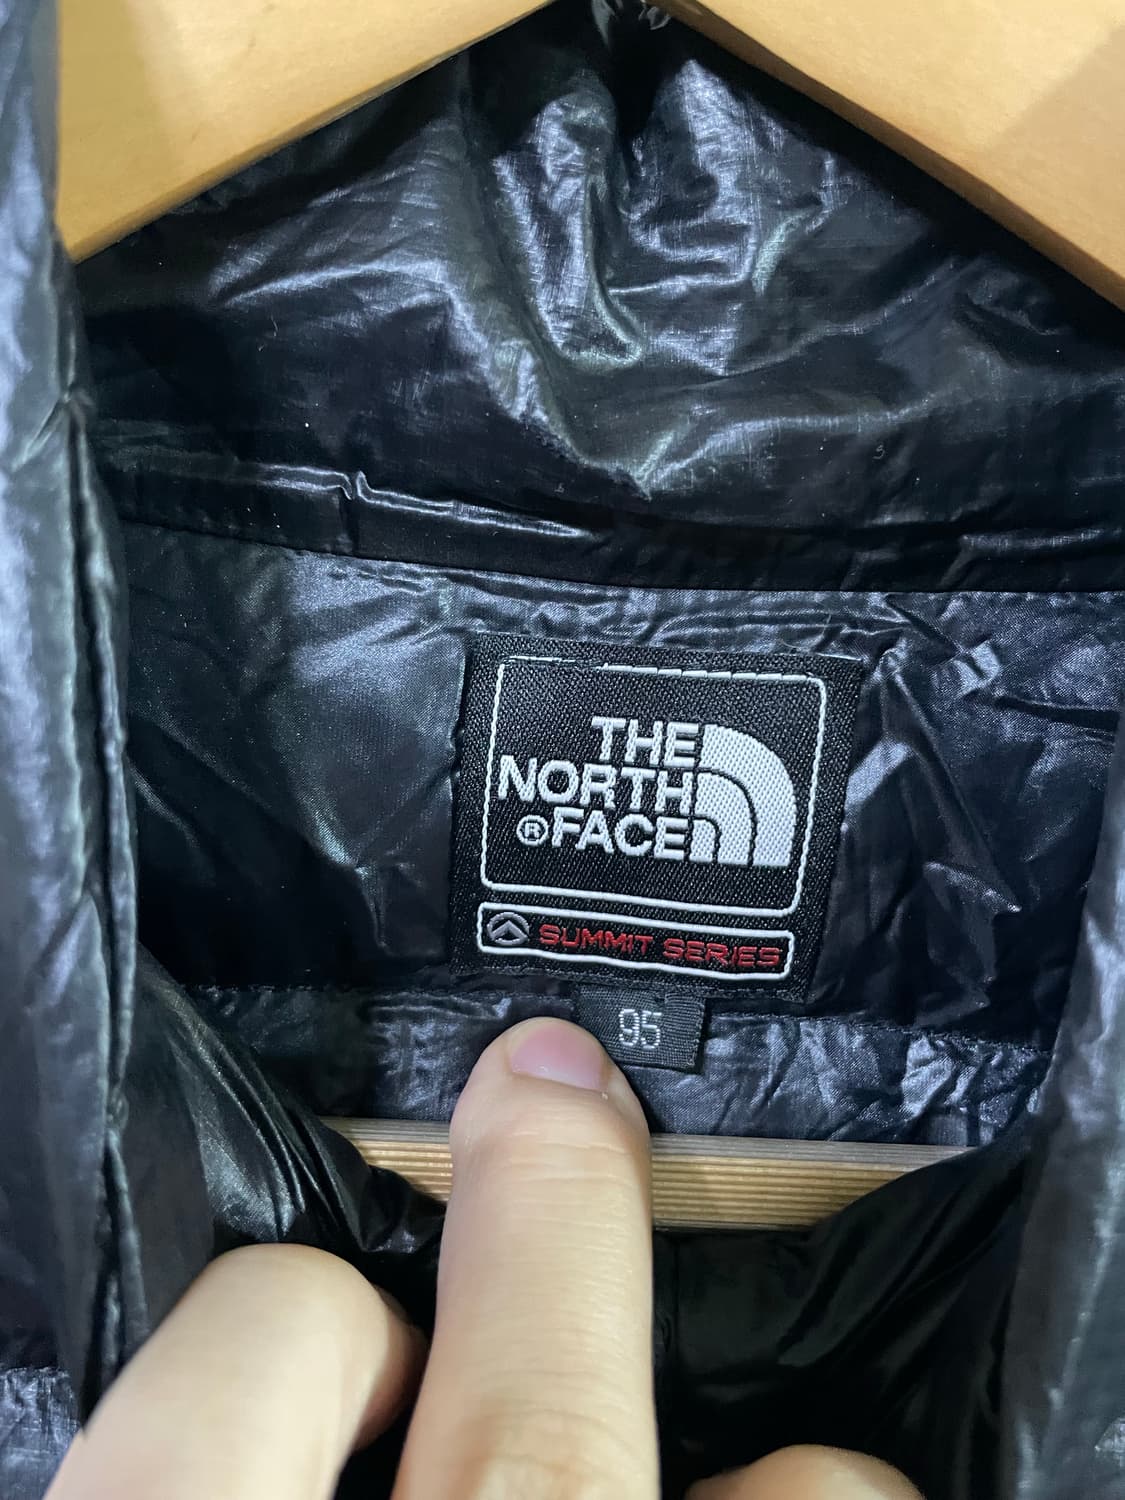 THE
NORTH
® FACE
SUMMIT SERIES
95